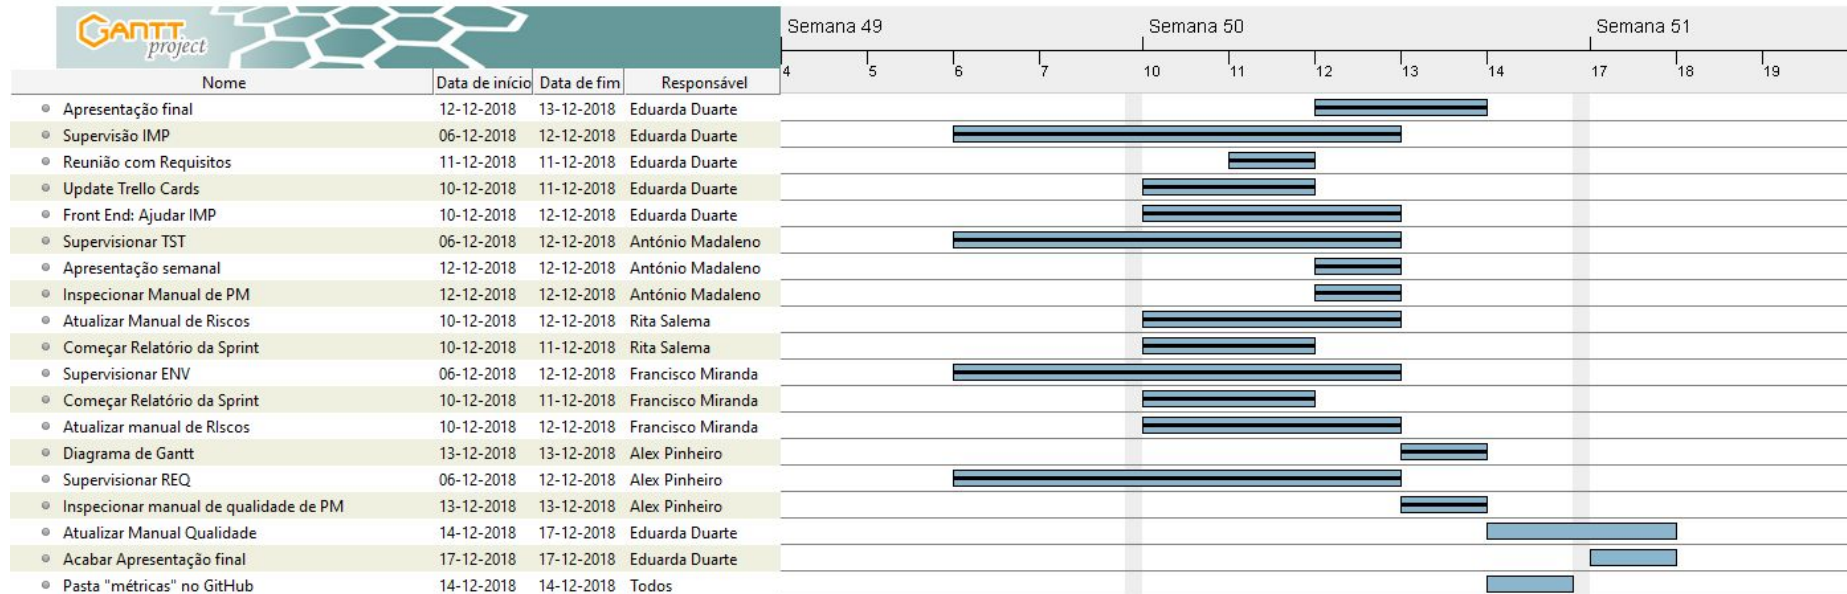 GANTT
project
Semana 49 Semana 50 Semana 51
4 5 6 7 10 11 12 13 14 17 18 19
Nome Data de início Data de fim Responsável
Apresentação final 12-12-2018 13-12-2018 Eduarda Duarte
Supervisão IMP 06-12-2018 12-12-2018 Eduarda Duarte
Reunião com Requisitos 11-12-2018 11-12-2018 Eduarda Duarte
Update Trello Cards 10-12-2018 11-12-2018 Eduarda Duarte
Front End: Ajudar IMP 10-12-2018 12-12-2018 Eduarda Duarte
Supervisionar TST 06-12-2018 12-12-2018 António Madaleno
Apresentação semanal 12-12-2018 12-12-2018 António Madaleno
Inspecionar Manual de PM 12-12-2018 12-12-2018 António Madaleno
Atualizar Manual de Riscos 10-12-2018 12-12-2018 Rita Salema
Começar Relatório da Sprint 10-12-2018 11-12-2018 Rita Salema
Supervisionar ENV 06-12-2018 12-12-2018 Francisco Miranda
Começar Relatório da Sprint 10-12-2018 11-12-2018 Francisco Miranda
Atualizar manual de RIscos 10-12-2018 12-12-2018 Francisco Miranda
Diagrama de Gantt 13-12-2018 13-12-2018 Alex Pinheiro
Supervisionar REQ 06-12-2018 12-12-2018 Alex Pinheiro
Inspecionar manual de qualidade de PM 13-12-2018 13-12-2018 Alex Pinheiro
Atualizar Manual Qualidade 14-12-2018 17-12-2018 Eduarda Duarte
Acabar Apresentação final 17-12-2018 17-12-2018 Eduarda Duarte
Pasta "métricas" no GitHub 14-12-2018 14-12-2018 Todos